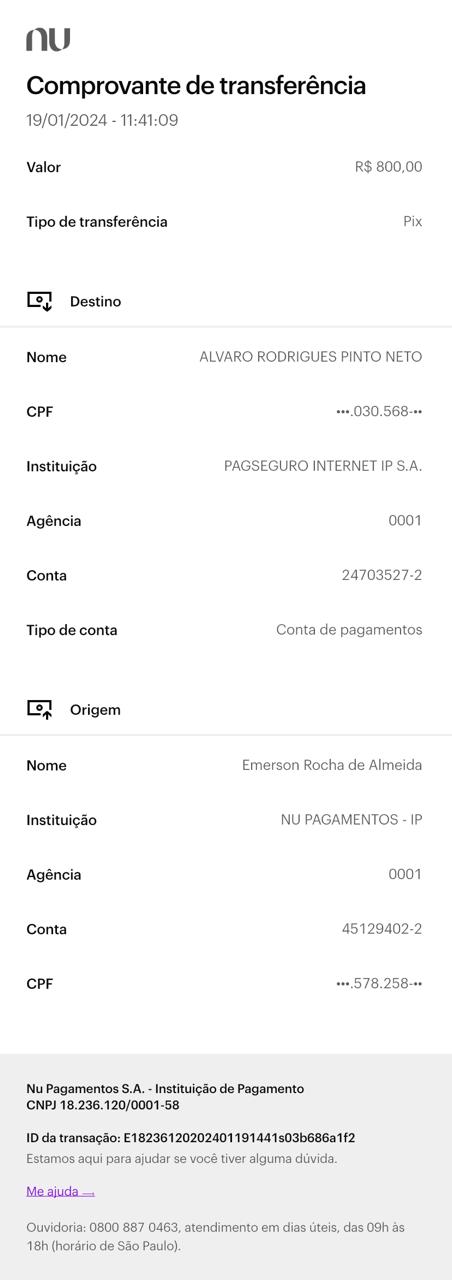 nu
Comprovante de transferência
19/01/2024 - 11:41:09
Valor R$ 800,00
Tipo de transferência Pix
Destino
Nome ALVARO RODRIGUES PINTO NETO
CPF •••.030.568-••
Instituição PAGSEGURO INTERNET IP S.A.
Agência 0001
Conta 24703527-2
Tipo de conta Conta de pagamentos
Origem
Nome Emerson Rocha de Almeida
Instituição NU PAGAMENTOS - IP
Agência 0001
Conta 45129402-2
CPF •••.578.258-••
Nu Pagamentos S.A. - Instituição de Pagamento
CNPJ 18.236.120/0001-58
ID da transação: E18236120202401191441s03b686a1f2
Estamos aqui para ajudar se você tiver alguma dúvida.
Me ajuda →
Ouvidoria: 0800 887 0463, atendimento em dias úteis, das 09h às
18h (horário de São Paulo).